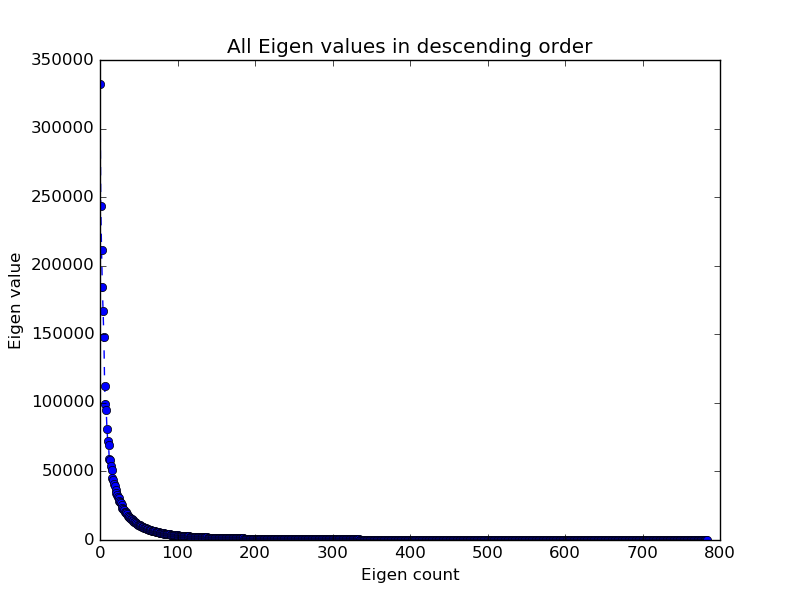 All Eigen values in descending order
350000
300000
250000
200000
150000
100000
50000
0
Eigen value
0 100 200 300 400 500 600 700 800
Eigen count